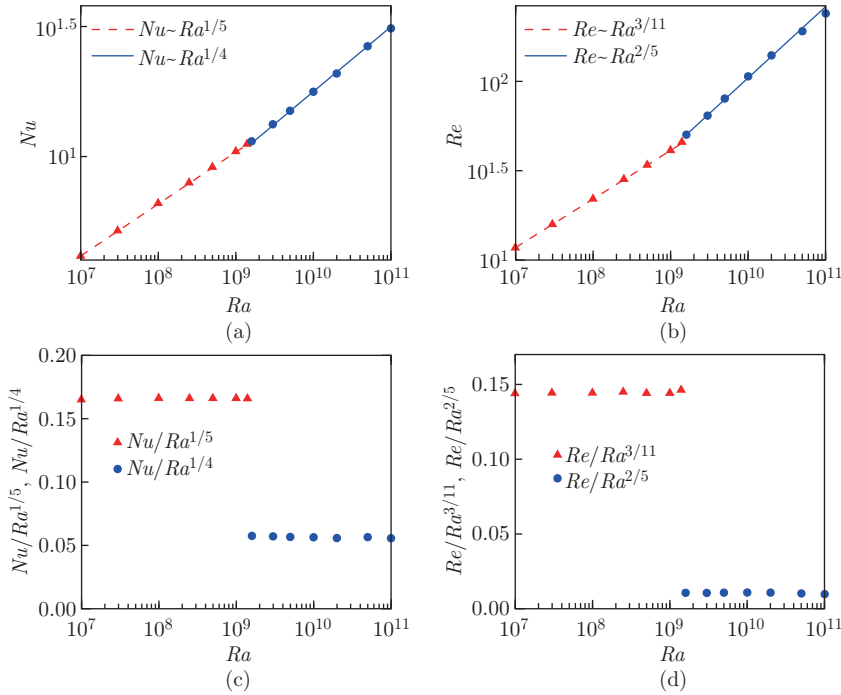 10^{1.5}
10^1
Nu
Nu~Ra^{1/5}
Nu~Ra^{1/4}
10^7 10^8 10^9 10^{10} 10^{11}
Ra
(a)
10^2
10^{1.5}
10^1
Re
Re~Ra^{3/11}
Re~Ra^{2/5}
10^7 10^8 10^9 10^{10} 10^{11}
Ra
(b)
0.20
0.15
0.10
0.05
0.00
Nu/Ra^{1/5}, Nu/Ra^{1/4}
Nu/Ra^{1/5}
Nu/Ra^{1/4}
10^7 10^8 10^9 10^{10} 10^{11}
Ra
(c)
0.15
0.10
0.05
0.00
Re/Ra^{3/11}, Re/Ra^{2/5}
Re/Ra^{3/11}
Re/Ra^{2/5}
10^7 10^8 10^9 10^{10} 10^{11}
Ra
(d)